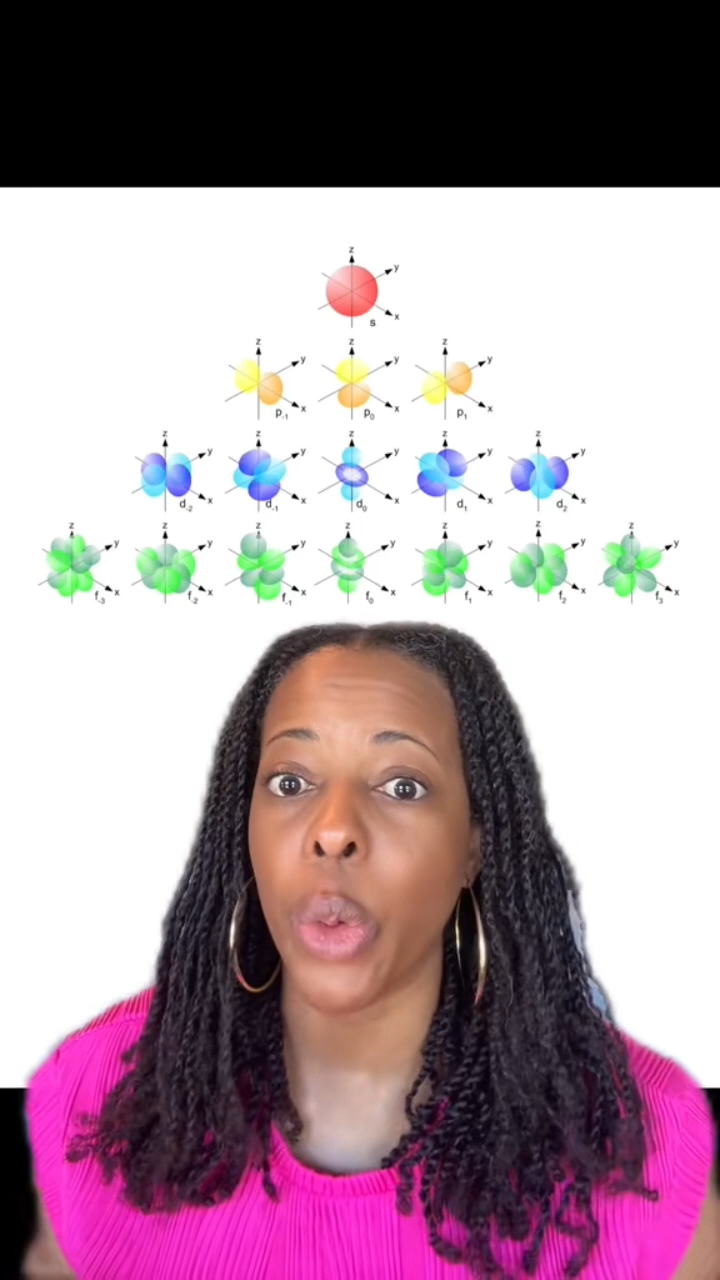 z
y
x
s
z z z
y y y
x x x
p-1 p0 p1
z z z z z
y y y y y
x x x x x
d-2 d-1 d0 d1 d2
z z z z z z z
y y y y y y y
x x x x x x x
f-3 f-2 f-1 f0 f1 f2 f3